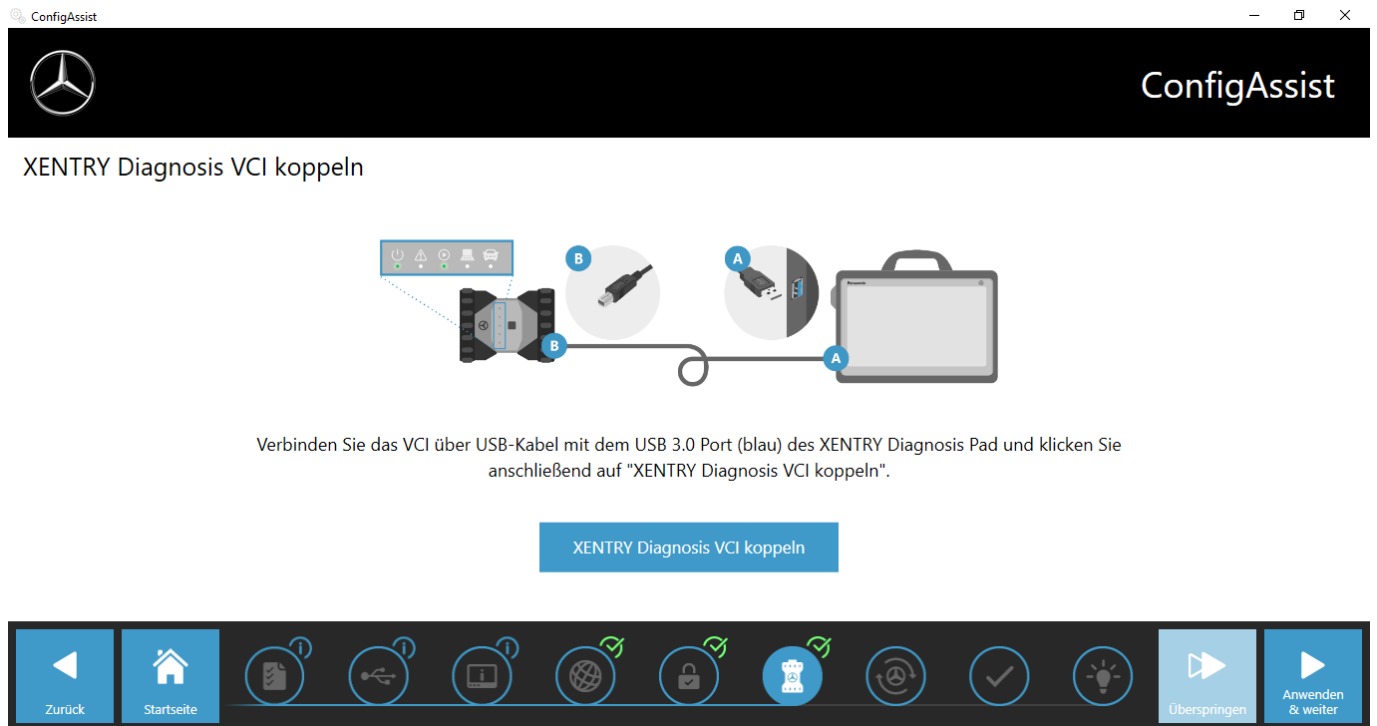 ConfigAssist
ConfigAssist
XENTRY Diagnosis VCI koppeln
B
A
Panasonic
B
A
Verbinden Sie das VCI über USB-Kabel mit dem USB 3.0 Port (blau) des XENTRY Diagnosis Pad und klicken Sie
anschließend auf "XENTRY Diagnosis VCI koppeln".
XENTRY Diagnosis VCI koppeln
Zurück
Startseite
Überspringen
Anwenden
& weiter